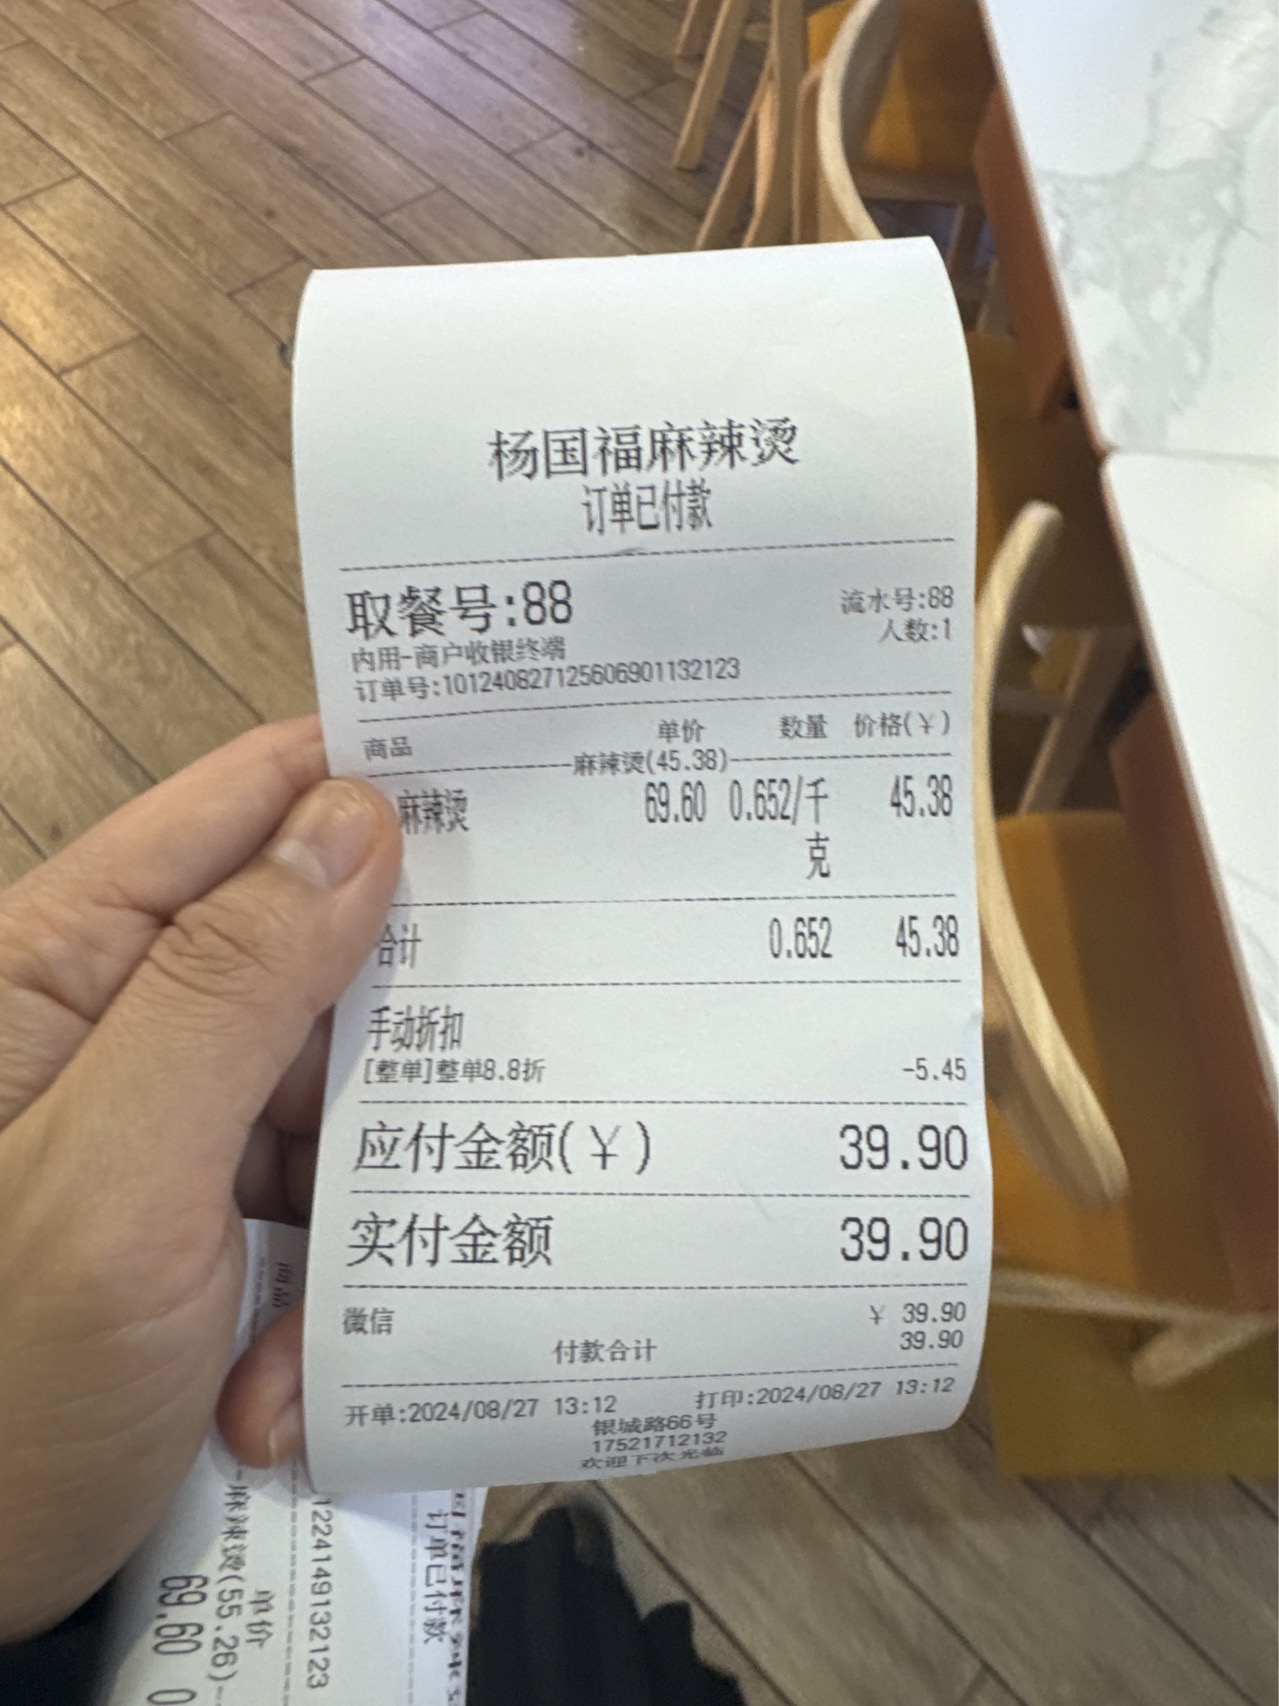 杨国福麻辣烫
订单已付款
取餐号:88
流水号:88
人数:1
内用-商户收银终端
订单号:101240827125606901132123
商品 单价 数量 价格(￥)
麻辣烫(45.38)
麻辣烫 69.60 0.652/千克 45.38
合计 0.652 45.38
手动折扣
[整单]整单8.8折 -5.45
应付金额(￥) 39.90
实付金额 39.90
微信 ￥ 39.90
付款合计 39.90
开单:2024/08/27 13:12 打印:2024/08/27 13:12
银城路66号
17521712132
欢迎下次光临
订单已付款
1224149132123
商品
单价
麻辣烫(55.26)
69.60 0